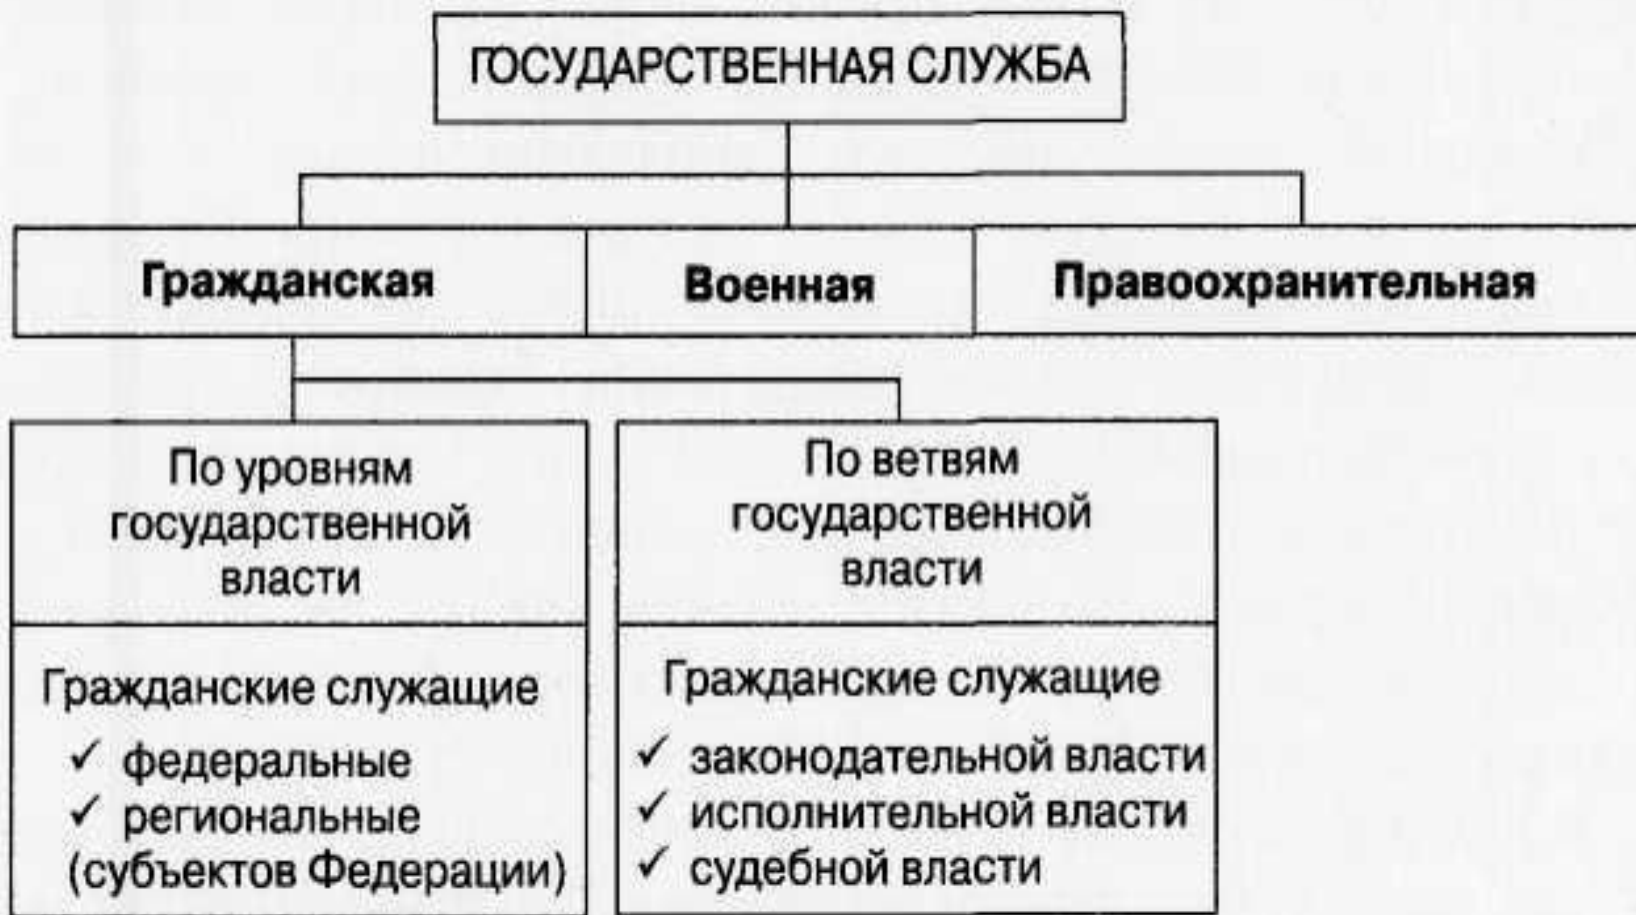 ГОСУДАРСТВЕННАЯ СЛУЖБА
Гражданская
Военная
Правоохранительная
По уровням
государственной
власти
По ветвям
государственной
власти
Гражданские служащие
✓ федеральные
✓ региональные
(субъектов Федерации)
Гражданские служащие
✓ законодательной власти
✓ исполнительной власти
✓ судебной власти